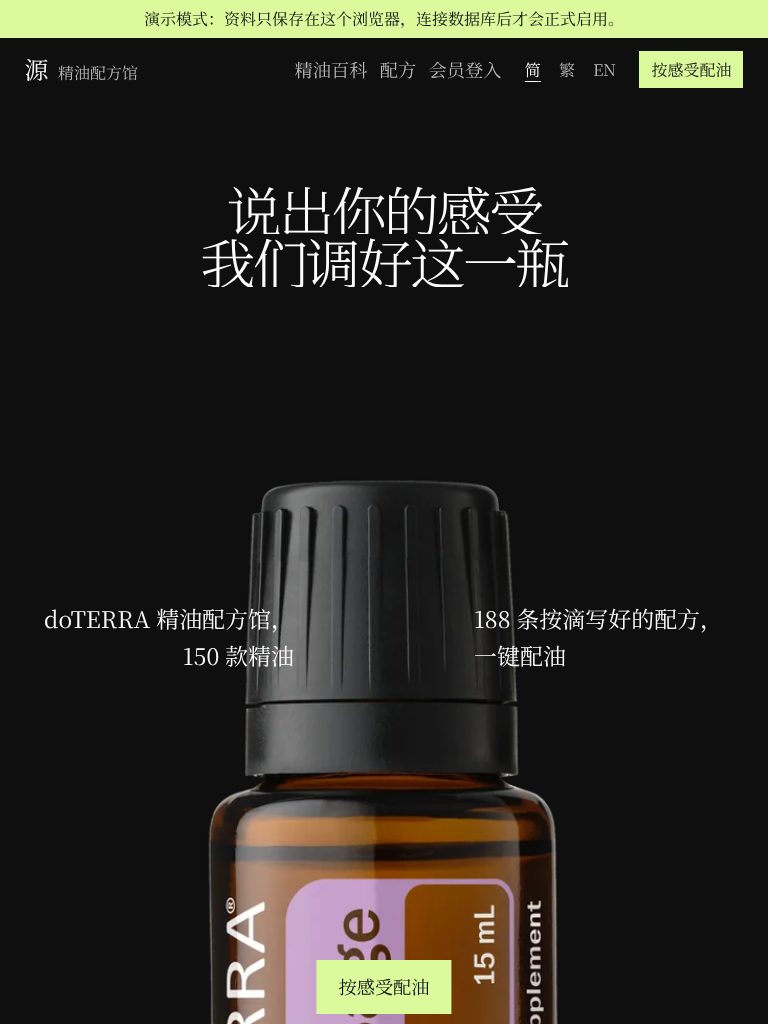 演示模式：资料只保存在这个浏览器，连接数据库后才会正式启用。
源 精油配方馆
精油百科 配方 会员登入 简 繁 EN 按感受配油
说出你的感受
我们调好这一瓶
doTERRA 精油配方馆，
150 款精油
188 条按滴写好的配方，
一键配油
RRA®
15 mL
按感受配油